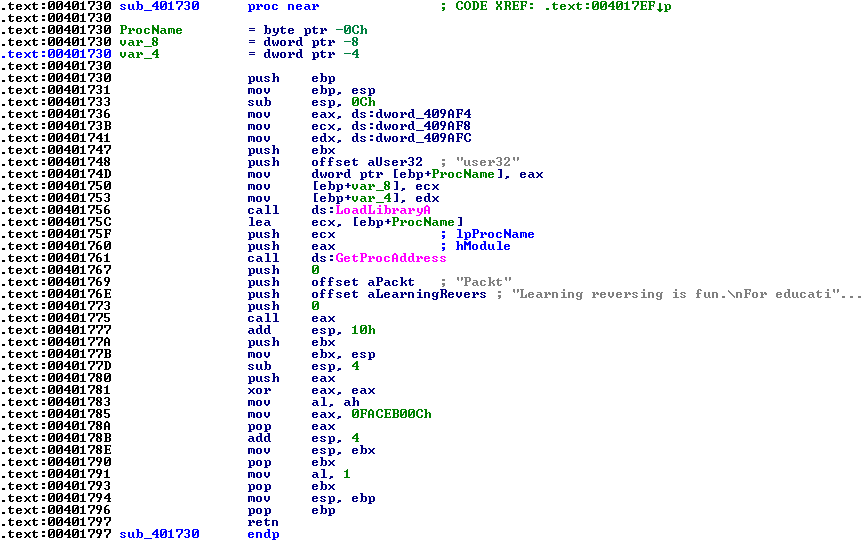 .text:00401730 sub_401730 proc near ; CODE XREF: .text:004017EF↓p
.text:00401730
.text:00401730 ProcName = byte ptr -0Ch
.text:00401730 var_8 = dword ptr -8
.text:00401730 var_4 = dword ptr -4
.text:00401730
.text:00401730 push ebp
.text:00401731 mov ebp, esp
.text:00401733 sub esp, 0Ch
.text:00401736 mov eax, ds:dword_409AF4
.text:0040173B mov ecx, ds:dword_409AF8
.text:00401741 mov edx, ds:dword_409AFC
.text:00401747 push ebx
.text:00401748 push offset aUser32 ; "user32"
.text:0040174D mov dword ptr [ebp+ProcName], eax
.text:00401750 mov [ebp+var_8], ecx
.text:00401753 mov [ebp+var_4], edx
.text:00401756 call ds:LoadLibraryA
.text:0040175C lea ecx, [ebp+ProcName]
.text:0040175F push ecx ; lpProcName
.text:00401760 push eax ; hModule
.text:00401761 call ds:GetProcAddress
.text:00401767 push 0
.text:00401769 push offset aPackt ; "Packt"
.text:0040176E push offset aLearningRevers ; "Learning reversing is fun.\nFor educati"...
.text:00401773 push 0
.text:00401775 call eax
.text:00401777 add esp, 10h
.text:0040177A push ebx
.text:0040177B mov ebx, esp
.text:0040177D sub esp, 4
.text:00401780 push eax
.text:00401781 xor eax, eax
.text:00401783 mov al, ah
.text:00401785 mov eax, 0FACEB00Ch
.text:0040178A pop eax
.text:0040178B add esp, 4
.text:0040178E mov esp, ebx
.text:00401790 pop ebx
.text:00401791 mov al, 1
.text:00401793 pop ebx
.text:00401794 mov esp, ebp
.text:00401796 pop ebp
.text:00401797 retn
.text:00401797 sub_401730 endp